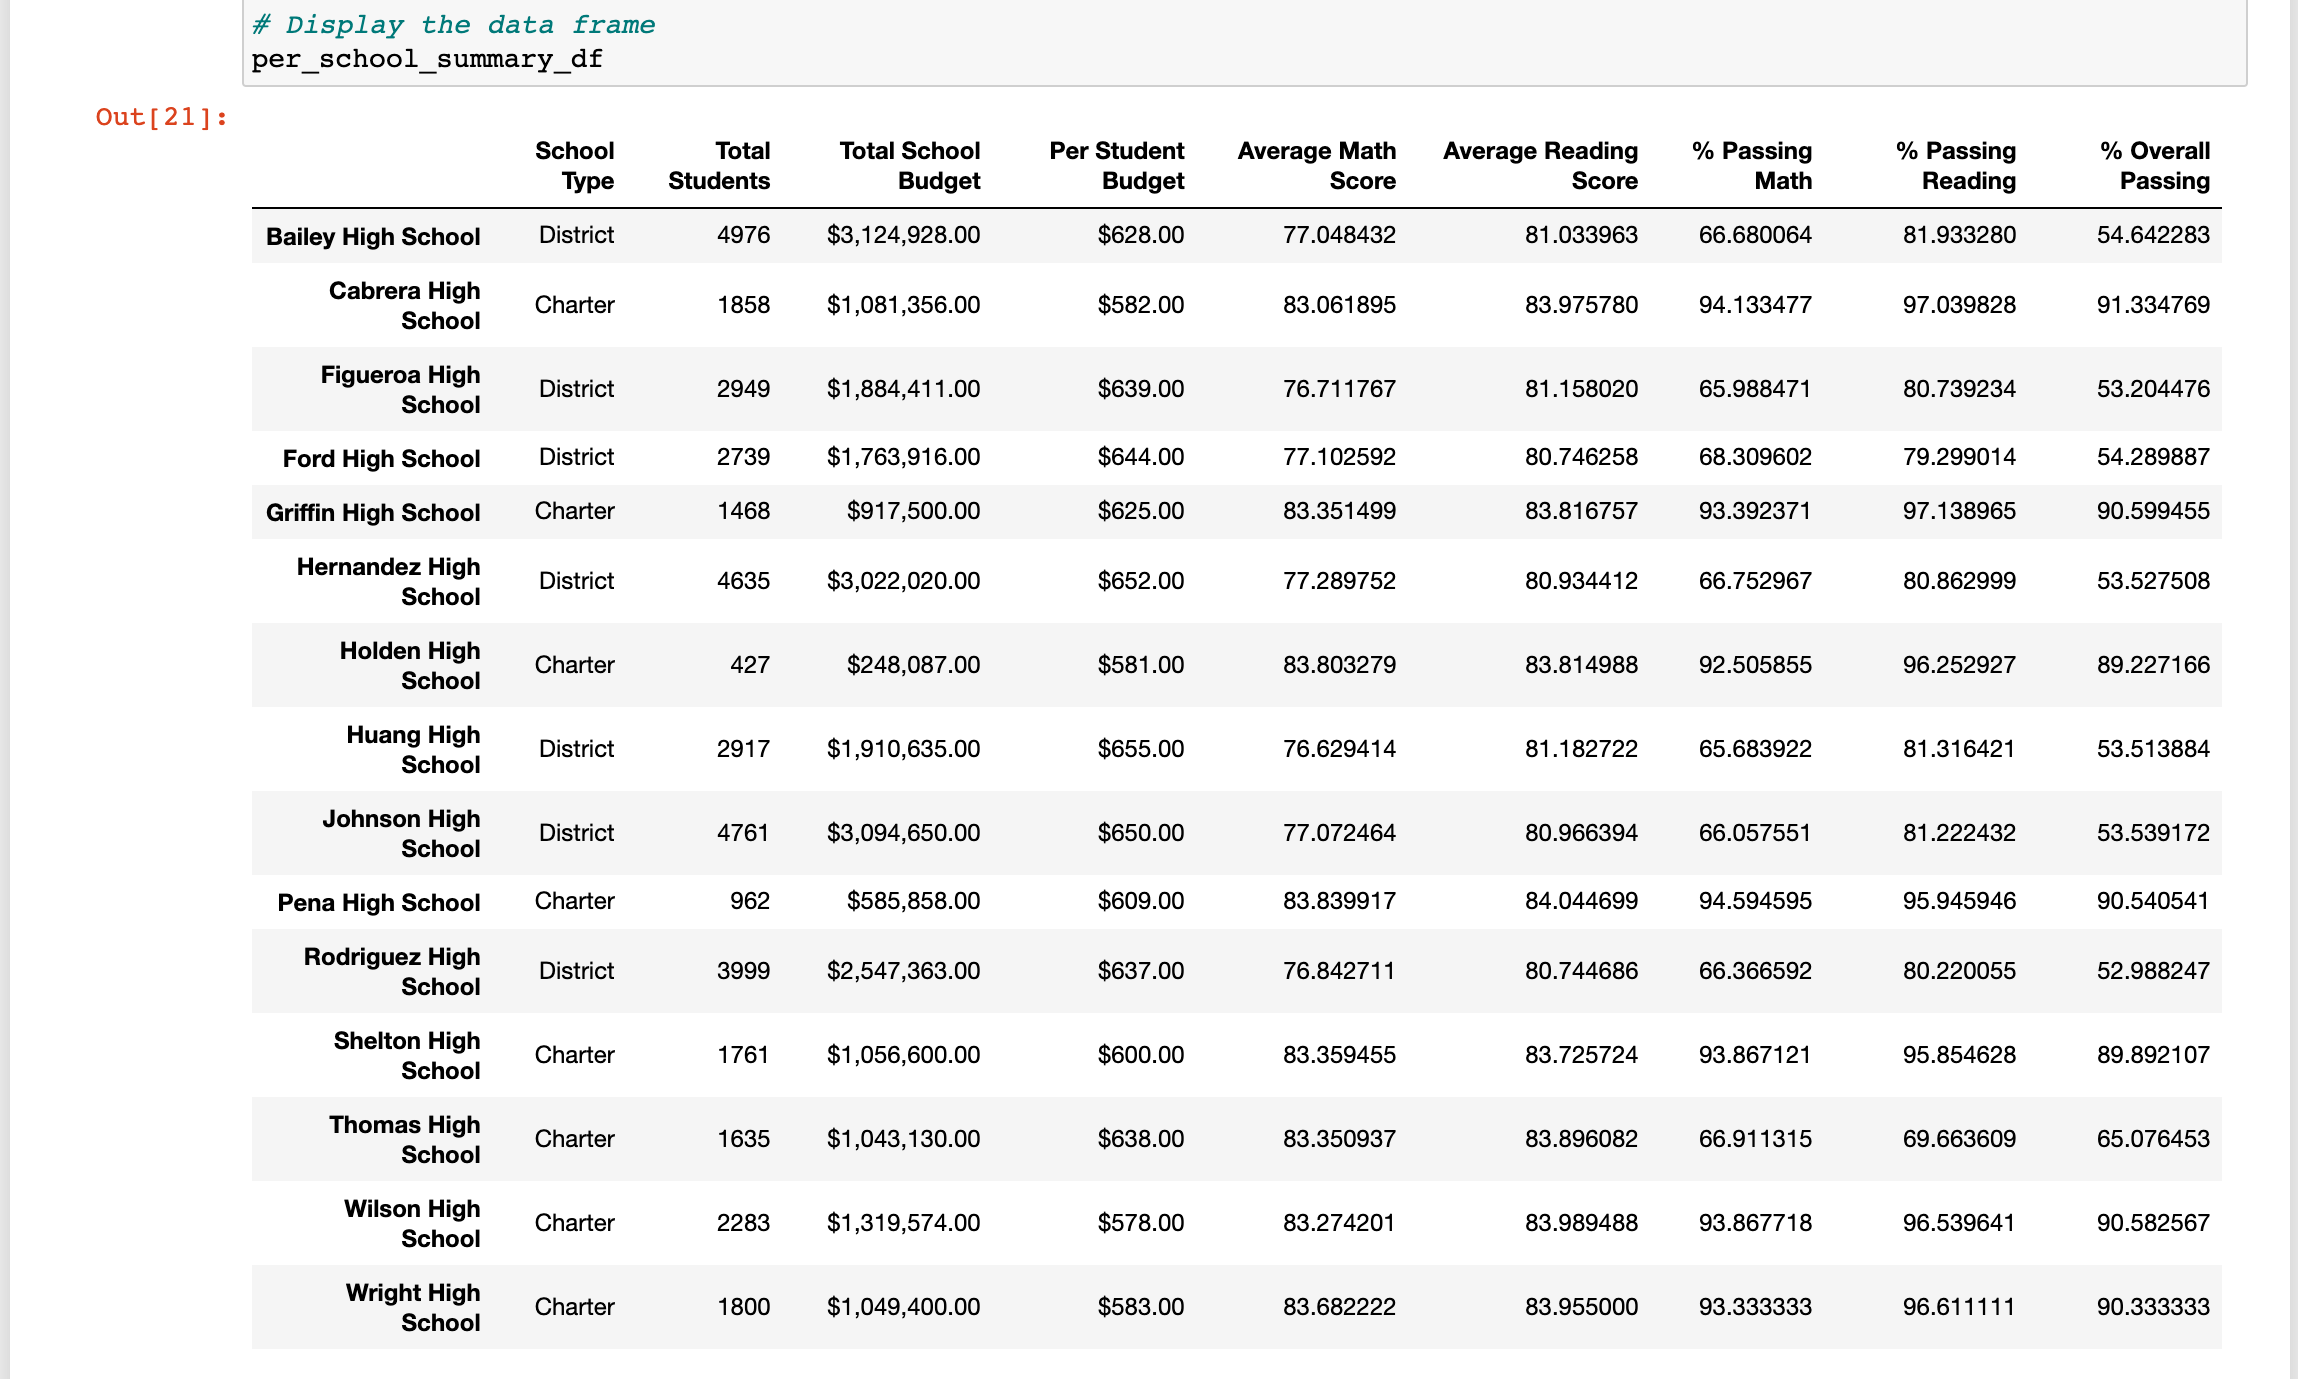 # Display the data frame
per_school_summary_df
Out[21]:
School Type Total Students Total School Budget Per Student Budget Average Math Score Average Reading Score % Passing Math % Passing Reading % Overall Passing
Bailey High School District 4976 $3,124,928.00 $628.00 77.048432 81.033963 66.680064 81.933280 54.642283
Cabrera High School Charter 1858 $1,081,356.00 $582.00 83.061895 83.975780 94.133477 97.039828 91.334769
Figueroa High School District 2949 $1,884,411.00 $639.00 76.711767 81.158020 65.988471 80.739234 53.204476
Ford High School District 2739 $1,763,916.00 $644.00 77.102592 80.746258 68.309602 79.299014 54.289887
Griffin High School Charter 1468 $917,500.00 $625.00 83.351499 83.816757 93.392371 97.138965 90.599455
Hernandez High School District 4635 $3,022,020.00 $652.00 77.289752 80.934412 66.752967 80.862999 53.527508
Holden High School Charter 427 $248,087.00 $581.00 83.803279 83.814988 92.505855 96.252927 89.227166
Huang High School District 2917 $1,910,635.00 $655.00 76.629414 81.182722 65.683922 81.316421 53.513884
Johnson High School District 4761 $3,094,650.00 $650.00 77.072464 80.966394 66.057551 81.222432 53.539172
Pena High School Charter 962 $585,858.00 $609.00 83.839917 84.044699 94.594595 95.945946 90.540541
Rodriguez High School District 3999 $2,547,363.00 $637.00 76.842711 80.744686 66.366592 80.220055 52.988247
Shelton High School Charter 1761 $1,056,600.00 $600.00 83.359455 83.725724 93.867121 95.854628 89.892107
Thomas High School Charter 1635 $1,043,130.00 $638.00 83.350937 83.896082 66.911315 69.663609 65.076453
Wilson High School Charter 2283 $1,319,574.00 $578.00 83.274201 83.989488 93.867718 96.539641 90.582567
Wright High School Charter 1800 $1,049,400.00 $583.00 83.682222 83.955000 93.333333 96.611111 90.333333